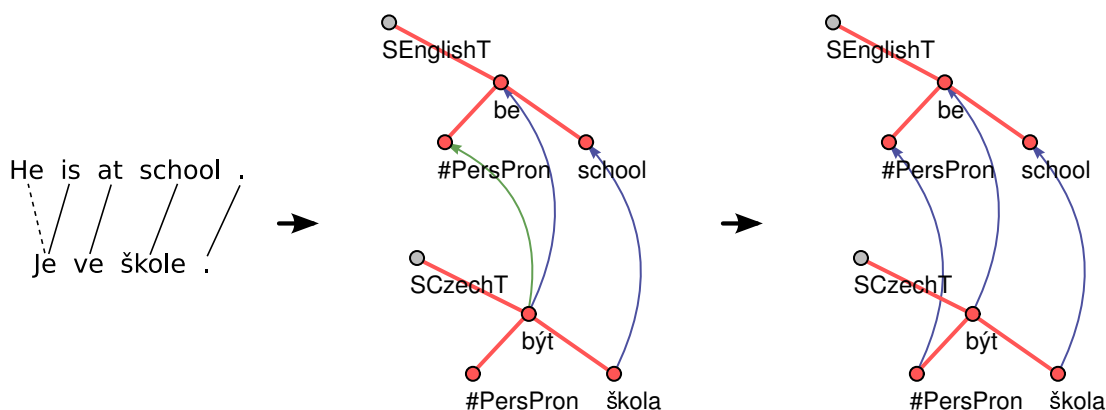 He is at school .
Je ve škole .
SEnglishT
be
#PersPron
school
SCzechT
být
#PersPron
škola
SEnglishT
be
#PersPron
school
SCzechT
být
#PersPron
škola